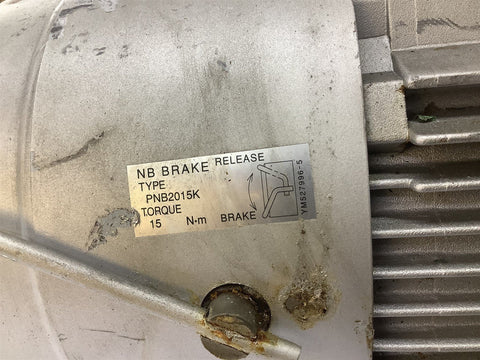 NB BRAKE RELEASE
TYPE
PNB2015K
TORQUE
15 N-m BRAKE
YM527996-5